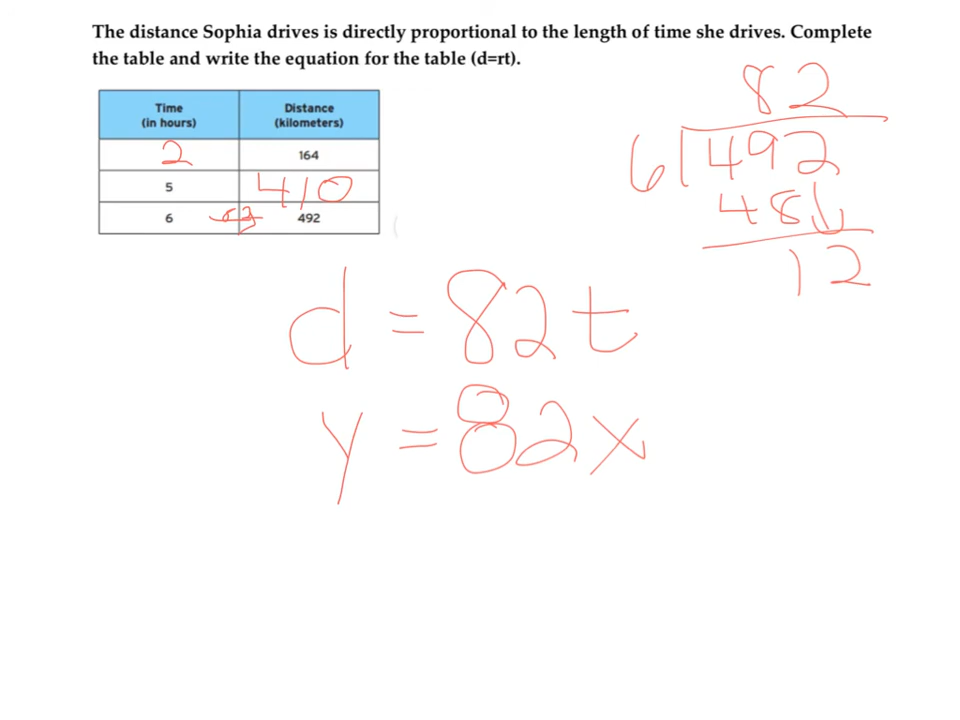 The distance Sophia drives is directly proportional to the length of time she drives. Complete
the table and write the equation for the table (d=rt).
Time Distance
(in hours) (kilometers)
2 164
5 410
6 492
82
6 492
48
12
d = 82t
y = 82x